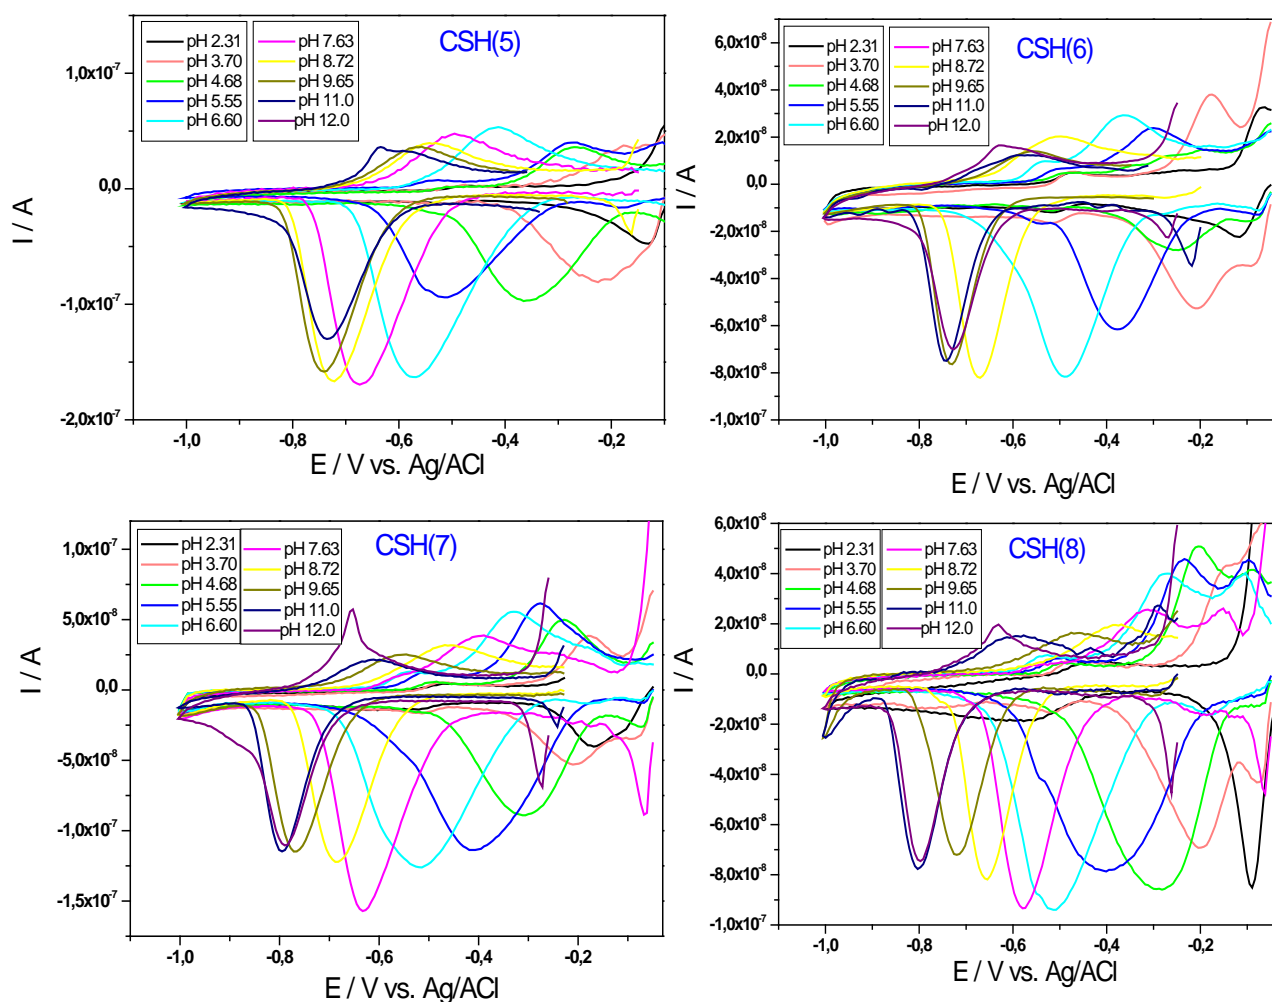 CSH(5)
pH 2.31
pH 3.70
pH 4.68
pH 5.55
pH 6.60
pH 7.63
pH 8.72
pH 9.65
pH 11.0
pH 12.0
1,0x10⁻⁷
0,0
-1,0x10⁻⁷
-2,0x10⁻⁷
I / A
-1,0 -0,8 -0,6 -0,4 -0,2
E / V vs. Ag/ACl
CSH(6)
pH 2.31
pH 3.70
pH 4.68
pH 5.55
pH 6.60
pH 7.63
pH 8.72
pH 9.65
pH 11.0
pH 12.0
6,0x10⁻⁸
4,0x10⁻⁸
2,0x10⁻⁸
0,0
-2,0x10⁻⁸
-4,0x10⁻⁸
-6,0x10⁻⁸
-8,0x10⁻⁸
-1,0x10⁻⁷
I / A
-1,0 -0,8 -0,6 -0,4 -0,2
E / V vs. Ag/ACl
CSH(7)
pH 2.31
pH 3.70
pH 4.68
pH 5.55
pH 6.60
pH 7.63
pH 8.72
pH 9.65
pH 11.0
pH 12.0
1,0x10⁻⁷
5,0x10⁻⁸
0,0
-5,0x10⁻⁸
-1,0x10⁻⁷
-1,5x10⁻⁷
I / A
-1,0 -0,8 -0,6 -0,4 -0,2
E / V vs. Ag/ACl
CSH(8)
pH 2.31
pH 3.70
pH 4.68
pH 5.55
pH 6.60
pH 7.63
pH 8.72
pH 9.65
pH 11.0
pH 12.0
6,0x10⁻⁸
4,0x10⁻⁸
2,0x10⁻⁸
0,0
-2,0x10⁻⁸
-4,0x10⁻⁸
-6,0x10⁻⁸
-8,0x10⁻⁸
-1,0x10⁻⁷
I / A
-1,0 -0,8 -0,6 -0,4 -0,2
E / V vs. Ag/ACl